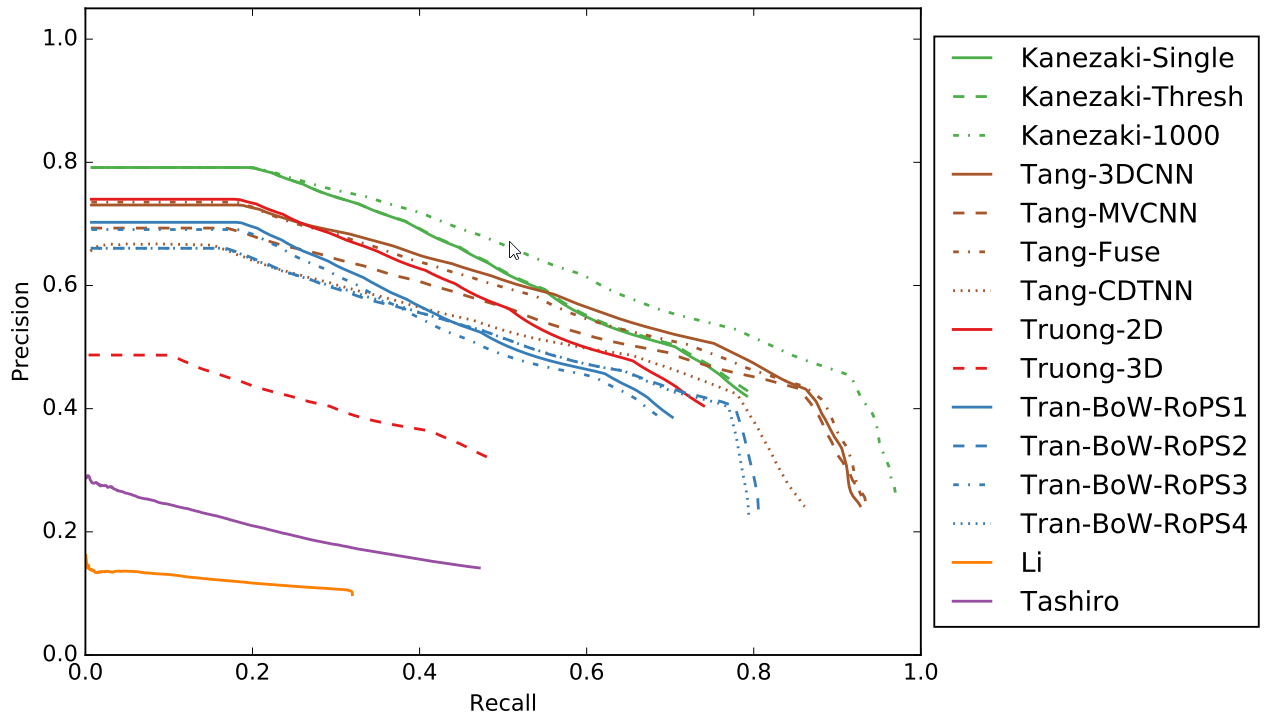 1.0
0.8
0.6
0.4
0.2
0.0
Precision
0.0 0.2 0.4 0.6 0.8 1.0
Recall
Kanezaki-Single
Kanezaki-Thresh
Kanezaki-1000
Tang-3DCNN
Tang-MVCNN
Tang-Fuse
Tang-CDTNN
Truong-2D
Truong-3D
Tran-BoW-RoPS1
Tran-BoW-RoPS2
Tran-BoW-RoPS3
Tran-BoW-RoPS4
Li
Tashiro